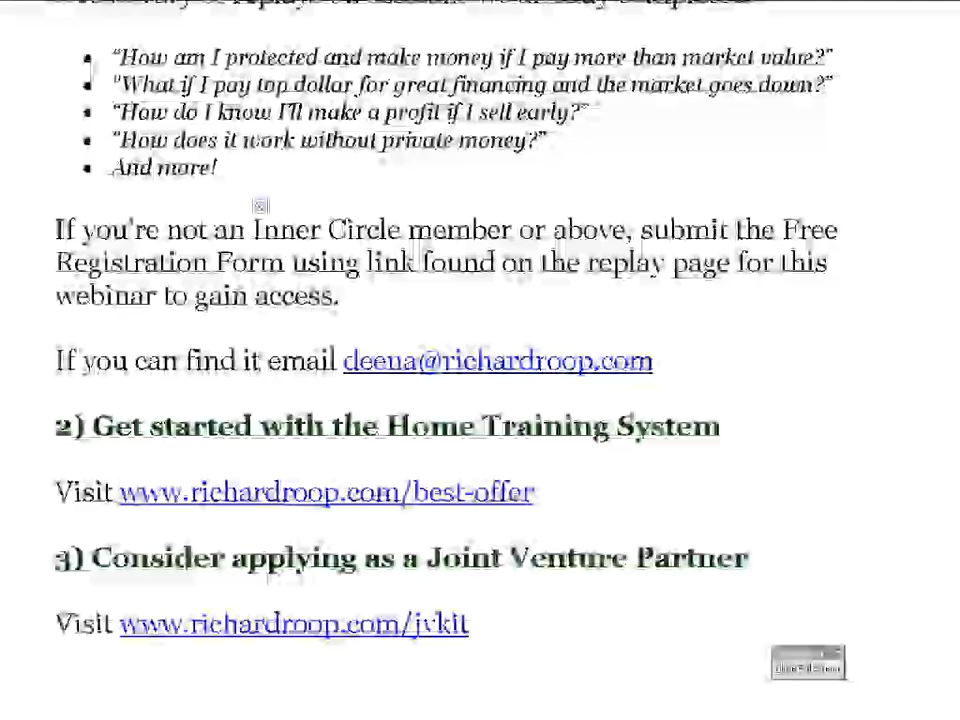 • "How am I protected and make money if I pay more than market value?"
• "What if I pay top dollar for great financing and the market goes down?"
• "How do I know I'll make a profit if I sell early?"
• "How does it work without private money?"
• And more!
If you're not an Inner Circle member or above, submit the Free
Registration Form using link found on the replay page for this
webinar to gain access.
If you can find it email deena@richardroop.com
2) Get started with the Home Training System
Visit www.richardroop.com/best-offer
3) Consider applying as a Joint Venture Partner
Visit www.richardroop.com/jvkit